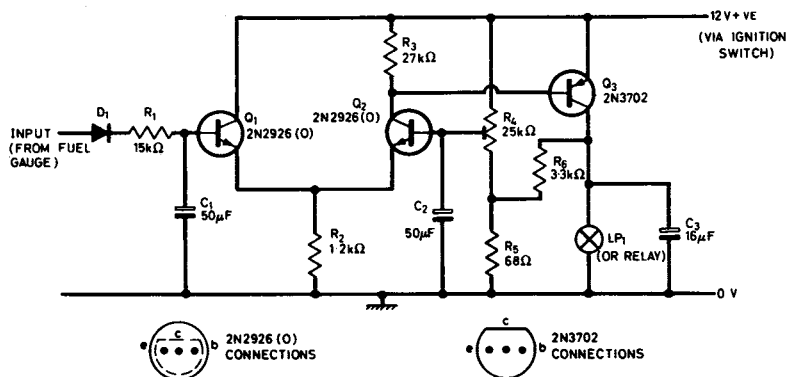 12V+VE
(VIA IGNITION
SWITCH)
R3
27kΩ
Q3
2N3702
Q2
2N2926(O)
D1
R1
15kΩ
Q1
2N2926(O)
R4
25kΩ
INPUT
(FROM FUEL
GAUGE)
R6
3·3kΩ
C1
50μF
C2
50μF
R2
1·2kΩ
R5
68Ω
LP1
(OR RELAY)
C3
16μF
0 V
e
c
b
2N2926(O)
CONNECTIONS
e
c
b
2N3702
CONNECTIONS